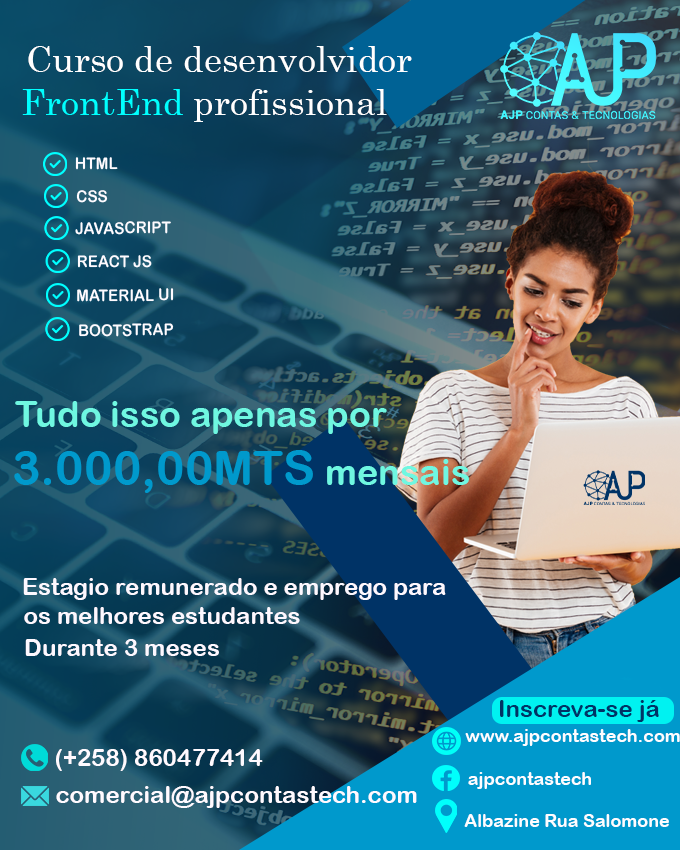 Curso de desenvolvidor
FrontEnd profissional
AJP
AJP CONTAS & TECNOLOGIAS
HTML
CSS
JAVASCRIPT
REACT JS
MATERIAL UI
BOOTSTRAP
Tudo isso apenas por
3.000,00MTS mensais
AJP
AJP CONTAS & TECNOLOGIAS
Estagio remunerado e emprego para
os melhores estudantes
Durante 3 meses
Inscreva-se já
(+258) 860477414
comercial@ajpcontastech.com
www.ajpcontastech.com
ajpcontastech
Albazine Rua Salomone